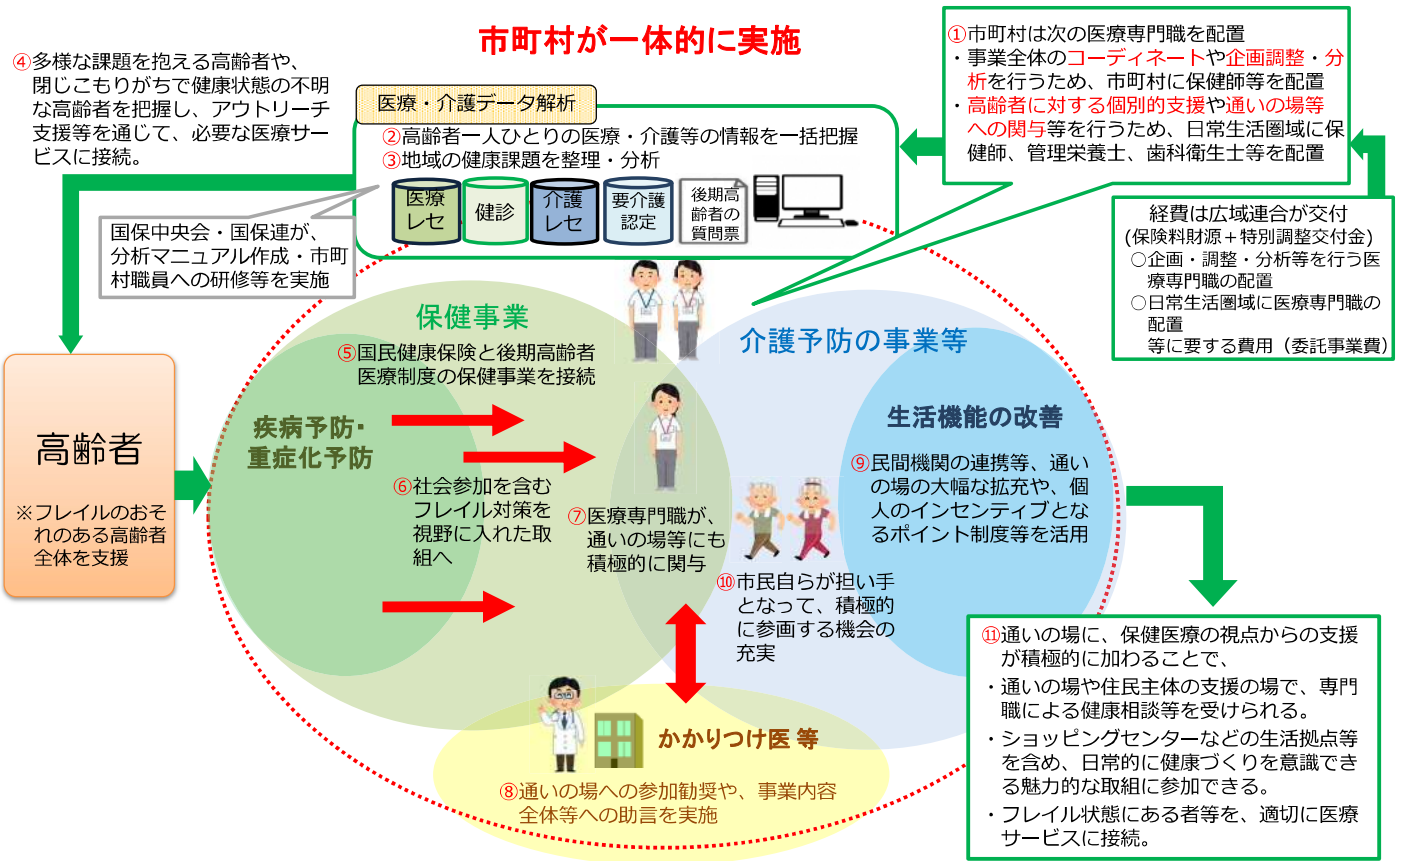 市町村が一体的に実施
①市町村は次の医療専門職を配置
・事業全体のコーディネートや企画調整・分
析を行うため、市町村に保健師等を配置
・高齢者に対する個別的支援や通いの場等
への関与等を行うため、日常生活圏域に保
健師、管理栄養士、歯科衛生士等を配置
④多様な課題を抱える高齢者や、
閉じこもりがちで健康状態の不明
な高齢者を把握し、アウトリーチ
支援等を通じて、必要な医療サー
ビスに接続。
医療・介護データ解析
②高齢者一人ひとりの医療・介護等の情報を一括把握
③地域の健康課題を整理・分析
医療
レセ
健診
介護
レセ
要介護
認定
後期高
齢者の
質問票
国保中央会・国保連が、
分析マニュアル作成・市町
村職員への研修等を実施
経費は広域連合が交付
(保険料財源＋特別調整交付金)
○企画・調整・分析等を行う医
療専門職の配置
○日常生活圏域に医療専門職の
配置
等に要する費用（委託事業費）
保健事業
⑤国民健康保険と後期高齢者
医療制度の保健事業を接続
介護予防の事業等
疾病予防・
重症化予防
生活機能の改善
高齢者
※フレイルのおそ
れのある高齢者
全体を支援
⑥社会参加を含む
フレイル対策を
視野に入れた取
組へ
⑦医療専門職が、
通いの場等にも
積極的に関与
⑨民間機関の連携等、通い
の場の大幅な拡充や、個
人のインセンティブとな
るポイント制度等を活用
⑩市民自らが担い手
となって、積極的
に参画する機会の
充実
かかりつけ医 等
⑧通いの場への参加勧奨や、事業内容
全体等への助言を実施
⑪通いの場に、保健医療の視点からの支援
が積極的に加わることで、
・通いの場や住民主体の支援の場で、専門
職による健康相談等を受けられる。
・ショッピングセンターなどの生活拠点等
を含め、日常的に健康づくりを意識でき
る魅力的な取組に参加できる。
・フレイル状態にある者等を、適切に医療
サービスに接続。